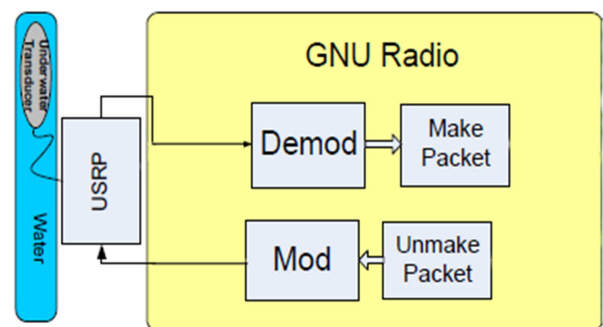 Underwater
Transducer
Water
USRP
GNU Radio
Demod
Make
Packet
Mod
Unmake
Packet